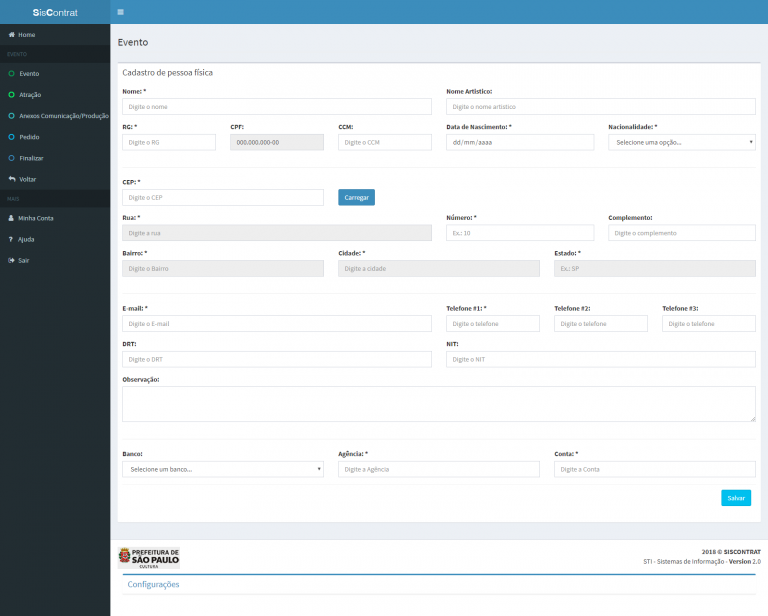 SisContrat
Home
Evento
EVENTO
Evento
Atração
Anexos Comunicação/Produção
Pedido
Finalizar
Voltar
MAIS
Minha Conta
Ajuda
Sair
Cadastro de pessoa física
Nome: * Nome Artistico:
Digite o nome Digite o nome artistico
RG: * CPF: CCM: Data de Nascimento: * Nacionalidade: *
Digite o RG 000.000.000-00 Digite o CCM dd/mm/aaaa Selecione uma opção...
CEP: *
Digite o CEP Carregar
Rua: * Número: * Complemento:
Digite a rua Ex.: 10 Digite o complemento
Bairro: * Cidade: * Estado: *
Digite o Bairro Digite a cidade Ex.: SP
E-mail: * Telefone #1: * Telefone #2: Telefone #3:
Digite o E-mail Digite o telefone Digite o telefone Digite o telefone
DRT: NIT:
Digite o DRT Digite o NIT
Observação:
Banco: Agência: * Conta: *
Selecione um banco... Digite a Agência Digite a Conta
Salvar
PREFEITURA DE
SÃO PAULO
CULTURA
2018 © SISCONTRAT
STI - Sistemas de Informação - Version 2.0
Configurações